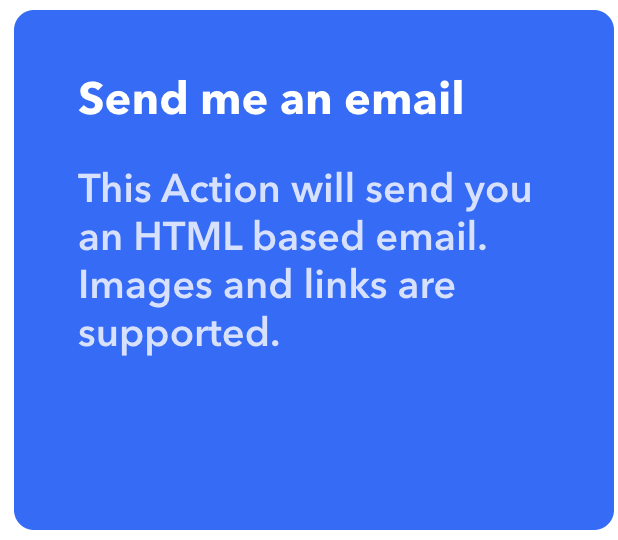 Send me an email
This Action will send you
an HTML based email.
Images and links are
supported.